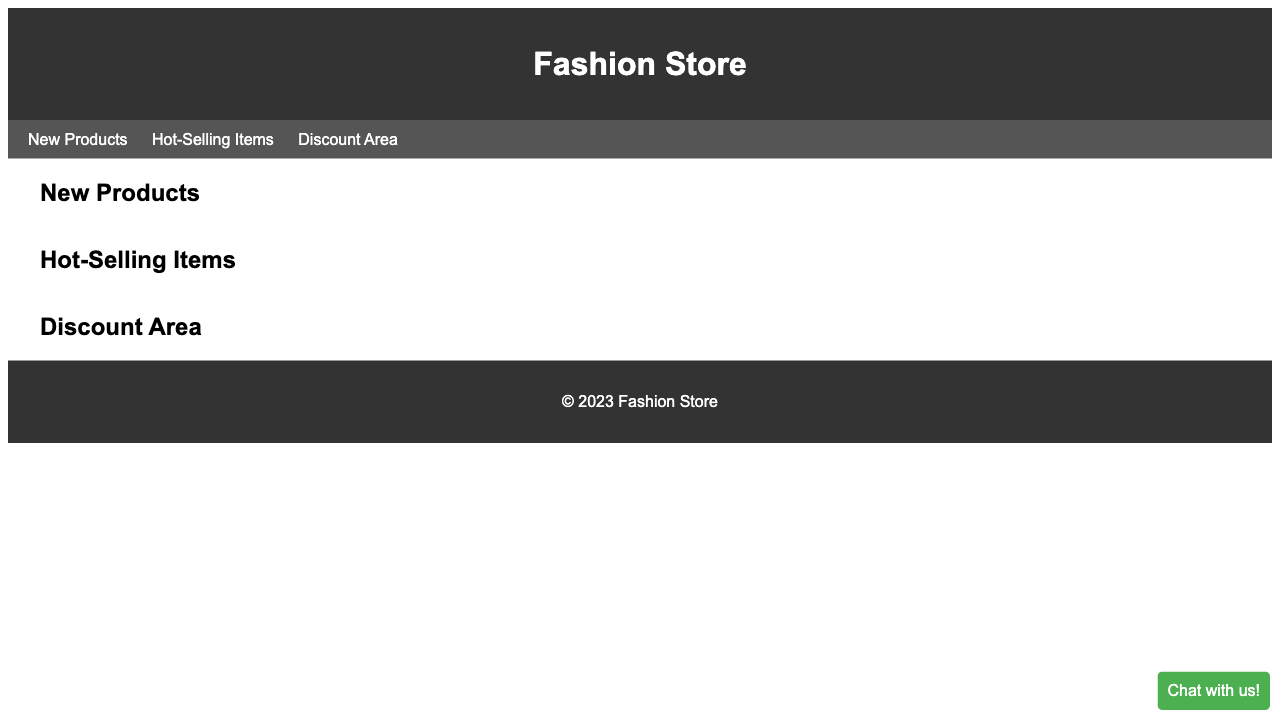 Fashion Store
New Products Hot-Selling Items Discount Area
New Products
Hot-Selling Items
Discount Area
© 2023 Fashion Store
Chat with us!